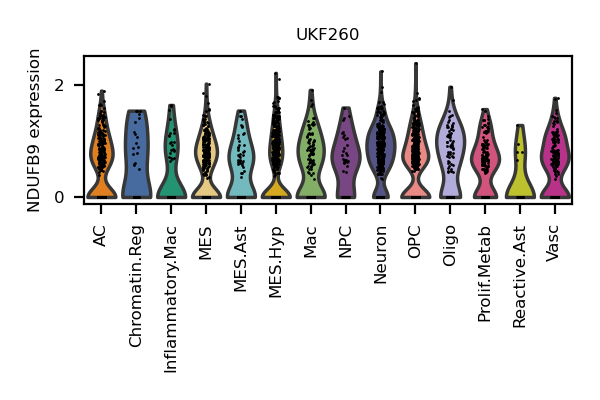 UKF260
NDUFB9 expression
2
0
AC
Chromatin.Reg
Inflammatory.Mac
MES
MES.Ast
MES.Hyp
Mac
NPC
Neuron
OPC
Oligo
Prolif.Metab
Reactive.Ast
Vasc